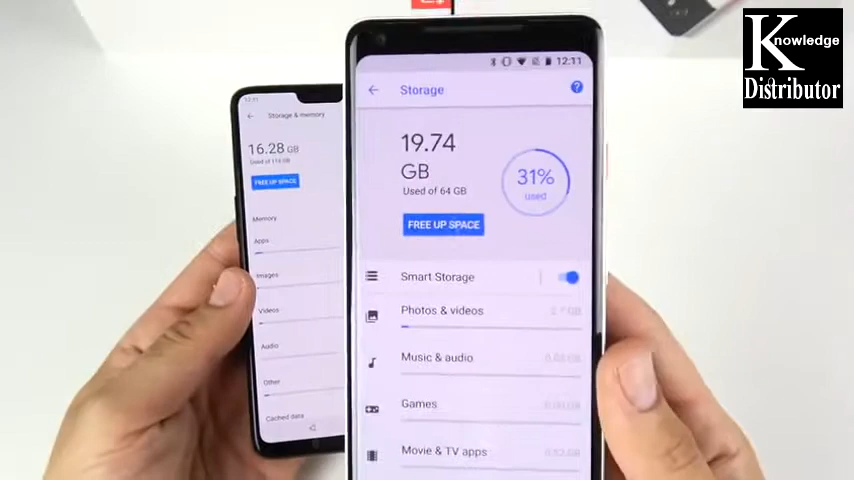 Knowledge
Distributor
12:11
Storage
19.74
GB
Used of 64 GB
31%
used
FREE UP SPACE
Smart Storage
Photos & videos
Music & audio
Games
Movie & TV apps
Storage & memory
16.28 GB
FREE UP SPACE
Memory
Apps
Images
Videos
Audio
Other
Cached data